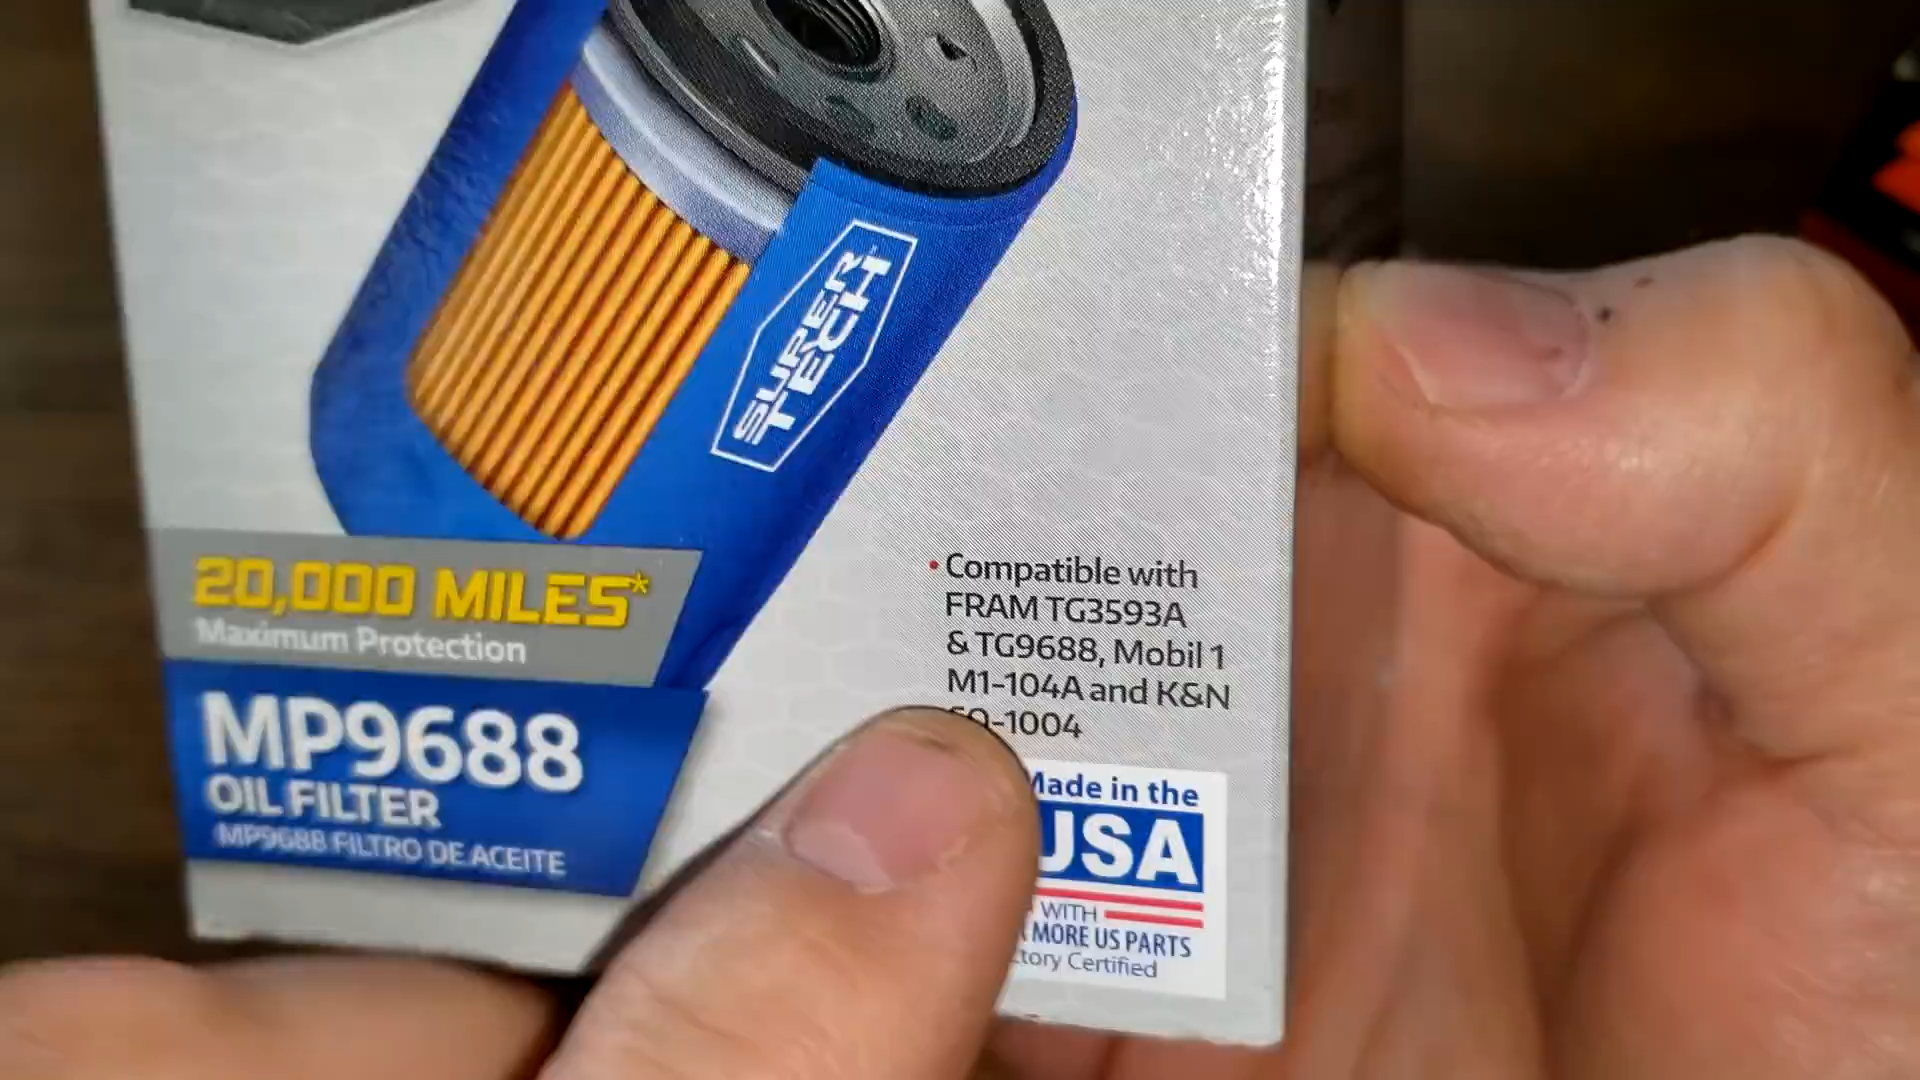 SUPER
TECH
20,000 MILES*
Maximum Protection
MP9688
OIL FILTER
MP9688 FILTRO DE ACEITE
• Compatible with
FRAM TG3593A
& TG9688, Mobil 1
M1-104A and K&N
-1004
Made in the
USA
WITH
MORE US PARTS
Certified